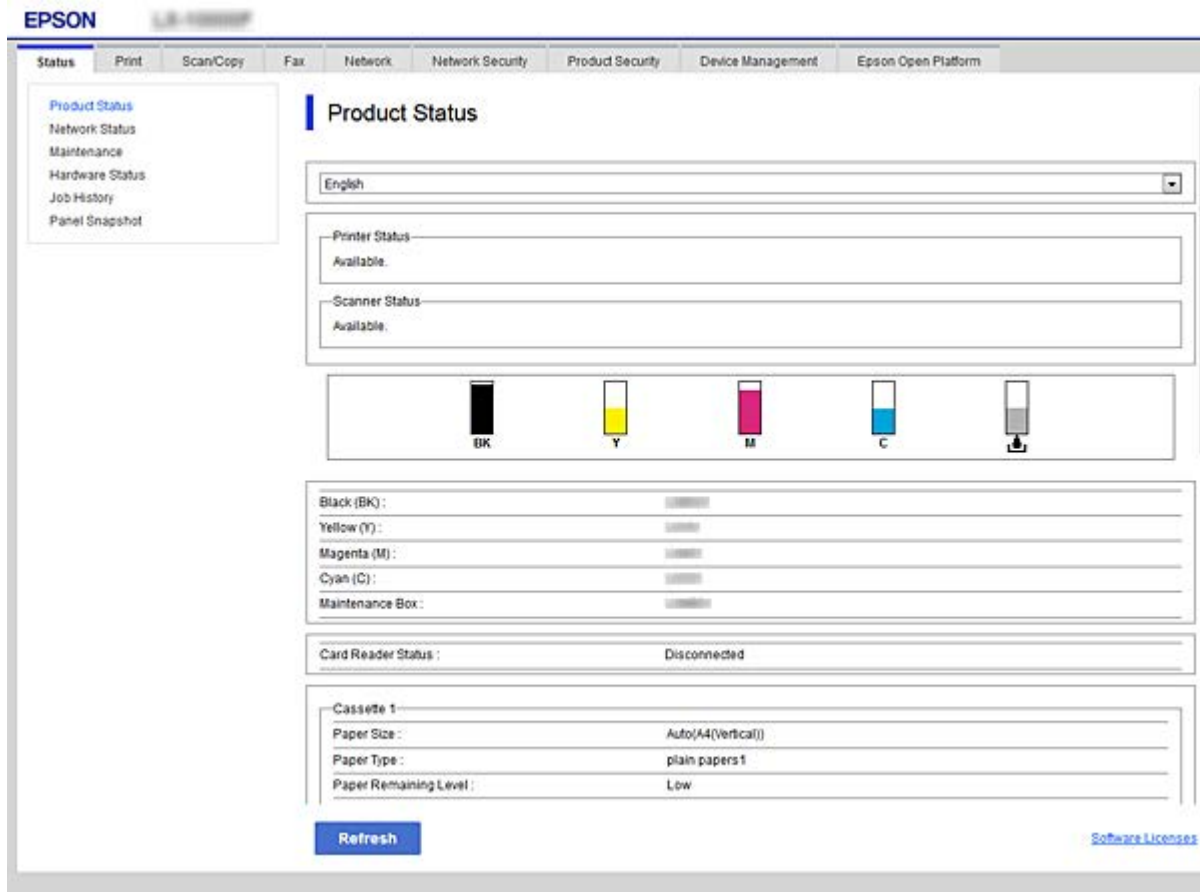 EPSON
Status Print Scan/Copy Fax Network Network Security Product Security Device Management Epson Open Platform
Product Status
Network Status
Maintenance
Hardware Status
Job History
Panel Snapshot
Product Status
English
Printer Status
Available.
Scanner Status
Available.
BK Y M C
Black (BK) :
Yellow (Y) :
Magenta (M) :
Cyan (C) :
Maintenance Box :
Card Reader Status : Disconnected
Cassette 1
Paper Size : Auto(A4(Vertical))
Paper Type : plain papers1
Paper Remaining Level : Low
Refresh
Software Licenses